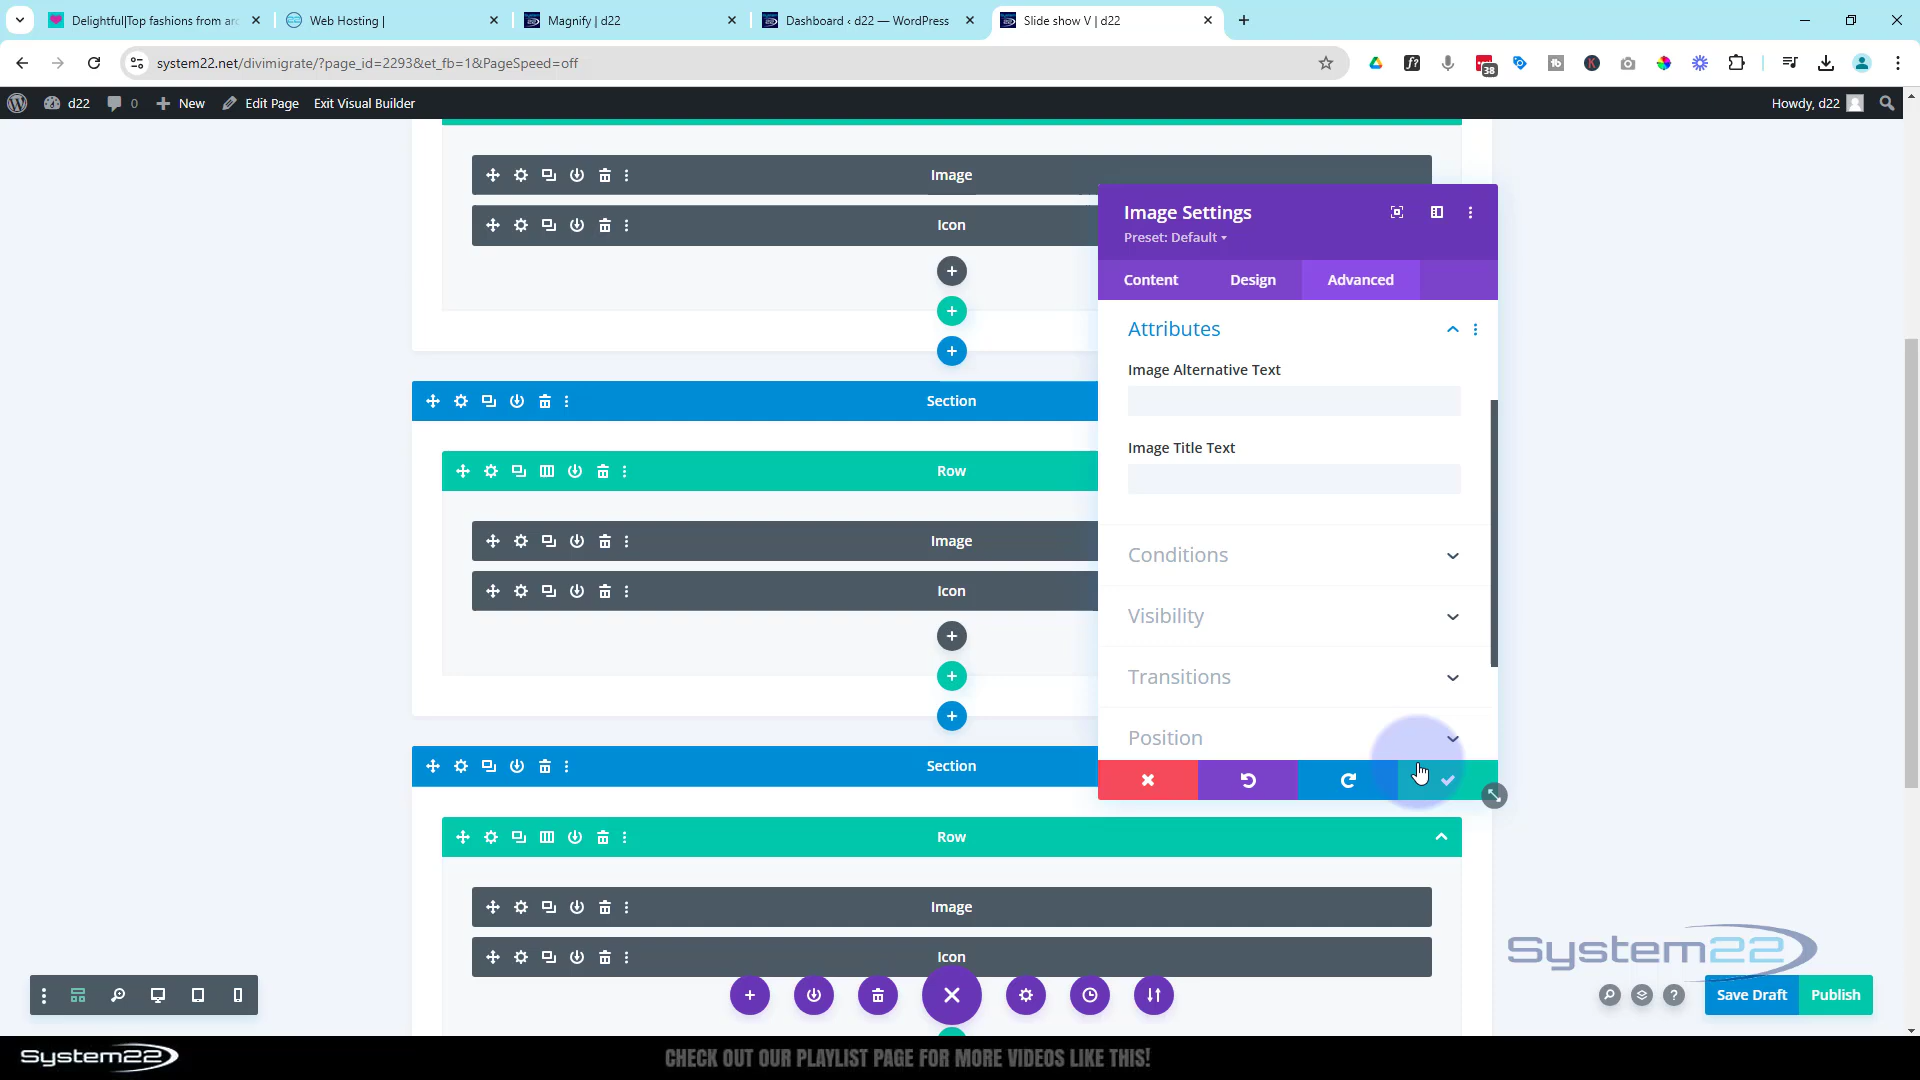 Delightful|Top fashions from aro
Web Hosting |
Magnify | d22
Dashboard ‹ d22 — WordPress
Slide show V | d22
system22.net/divimigrate/?page_id=2293&et_fb=1&PageSpeed=off
f?
38
K
d22
0
New
Edit Page
Exit Visual Builder
Howdy, d22
Image
Icon
Section
Row
Image
Icon
Section
Row
Image
Icon
Image Settings
Preset: Default
Content
Design
Advanced
Attributes
Image Alternative Text
Image Title Text
Conditions
Visibility
Transitions
Position
System22
?
Save Draft
Publish
System22
CHECK OUT OUR PLAYLIST PAGE FOR MORE VIDEOS LIKE THIS!